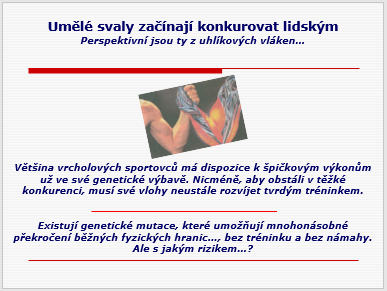 Umělé svaly začínají konkurovat lidským
Perspektivní jsou ty z uhlíkových vláken...
Většina vrcholových sportovců má dispozice k špičkovým výkonům
už ve své genetické výbavě. Nicméně, aby obstáli v těžké
konkurenci, musí své vlohy neustále rozvíjet tvrdým tréninkem.
Existují genetické mutace, které umožňují mnohonásobné
překročení běžných fyzických hranic..., bez tréninku a bez námahy.
Ale s jakým rizikem...?